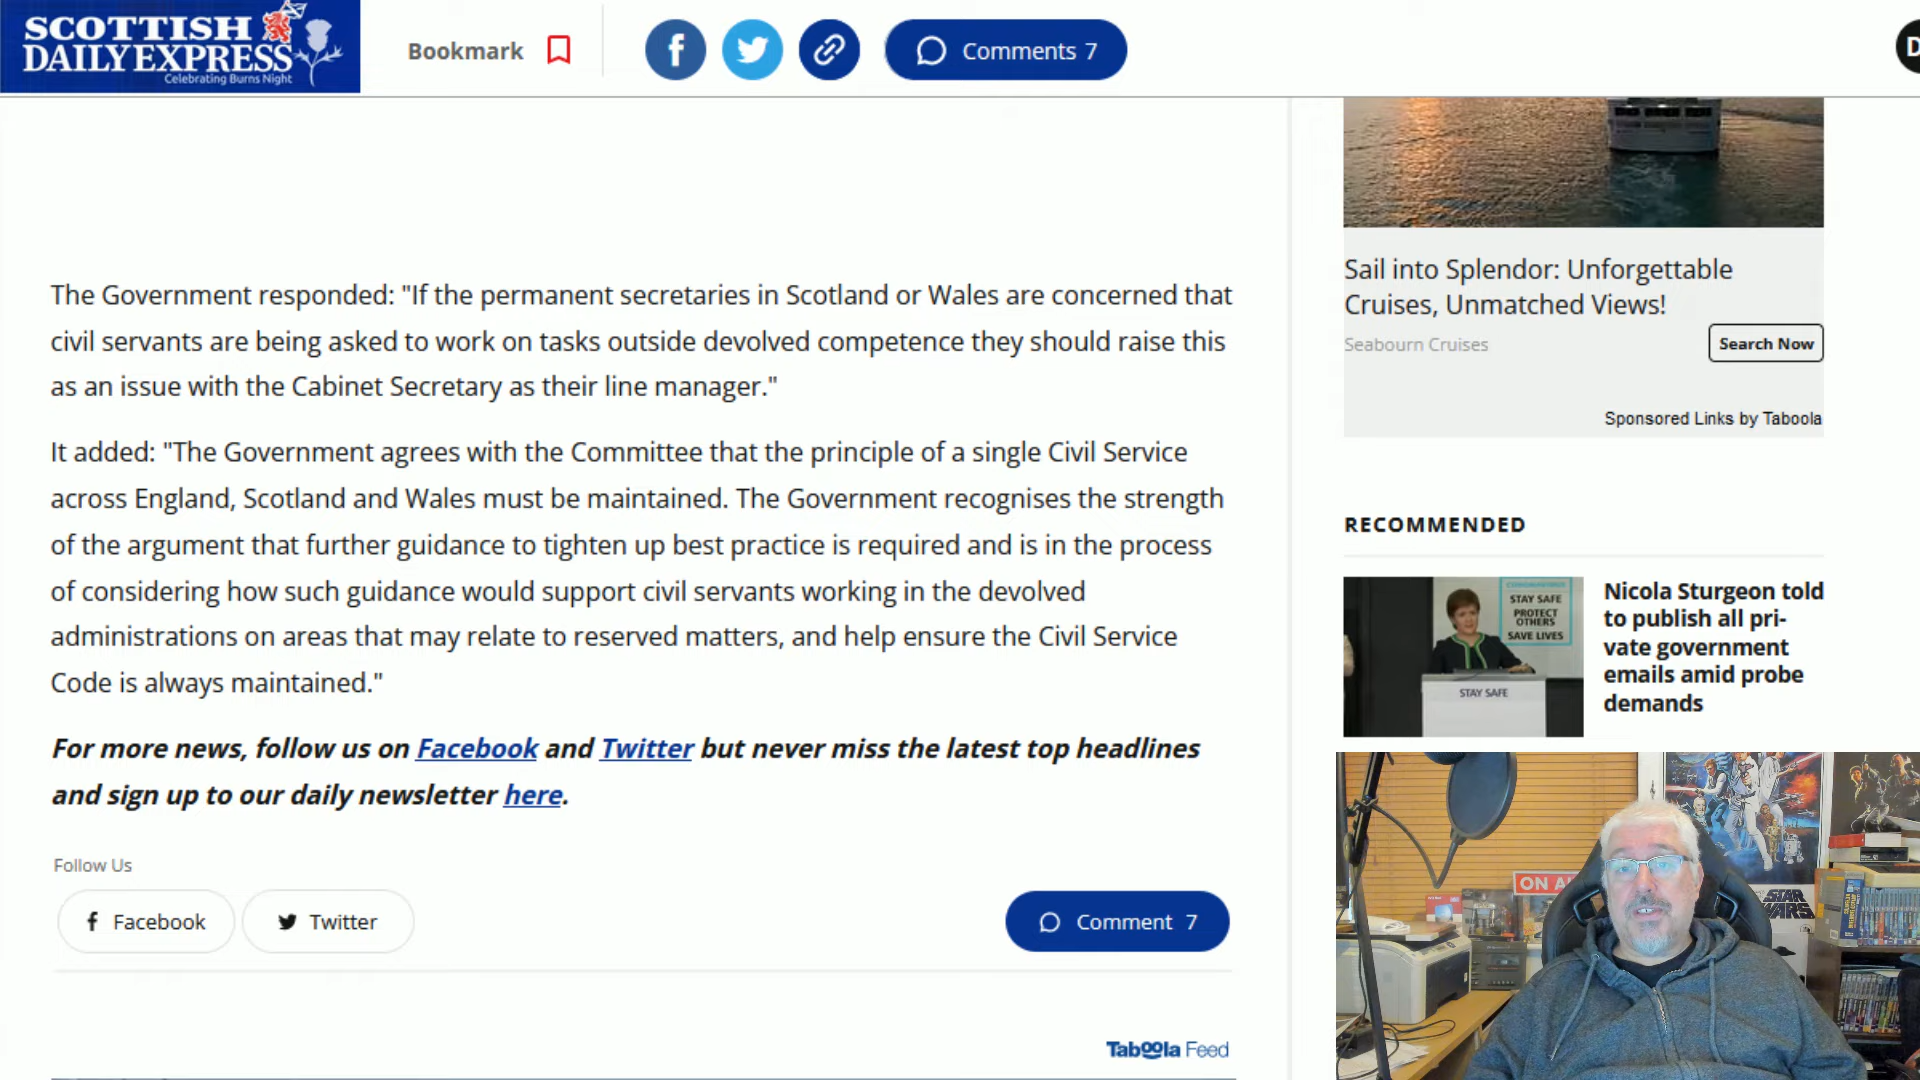 SCOTTISH
DAILY EXPRESS
Celebrating Burns Night
Bookmark
Comments 7
D
The Government responded: "If the permanent secretaries in Scotland or Wales are concerned that
civil servants are being asked to work on tasks outside devolved competence they should raise this
as an issue with the Cabinet Secretary as their line manager."
It added: "The Government agrees with the Committee that the principle of a single Civil Service
across England, Scotland and Wales must be maintained. The Government recognises the strength
of the argument that further guidance to tighten up best practice is required and is in the process
of considering how such guidance would support civil servants working in the devolved
administrations on areas that may relate to reserved matters, and help ensure the Civil Service
Code is always maintained."
For more news, follow us on Facebook and Twitter but never miss the latest top headlines
and sign up to our daily newsletter here.
Follow Us
Facebook
Twitter
Comment 7
Taboola Feed
Sail into Splendor: Unforgettable
Cruises, Unmatched Views!
Seabourn Cruises
Search Now
Sponsored Links by Taboola
RECOMMENDED
CORONAVIRUS
STAY SAFE
PROTECT
OTHERS
SAVE LIVES
STAY SAFE
Nicola Sturgeon told
to publish all pri-
vate government
emails amid probe
demands
ON A
STAR
WARS